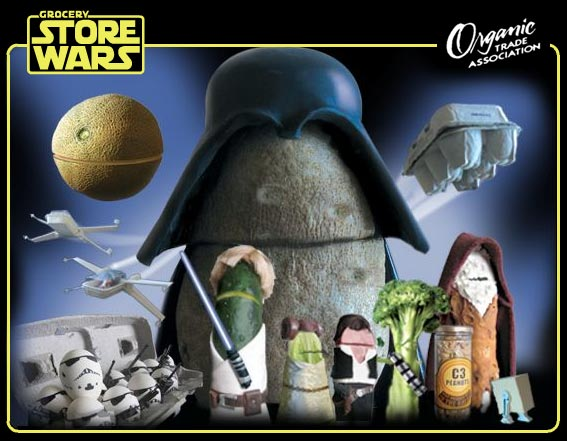 GROCERY
STORE
WARS
Organic
TRADE
ASSOCIATION
C3
PEANUTS